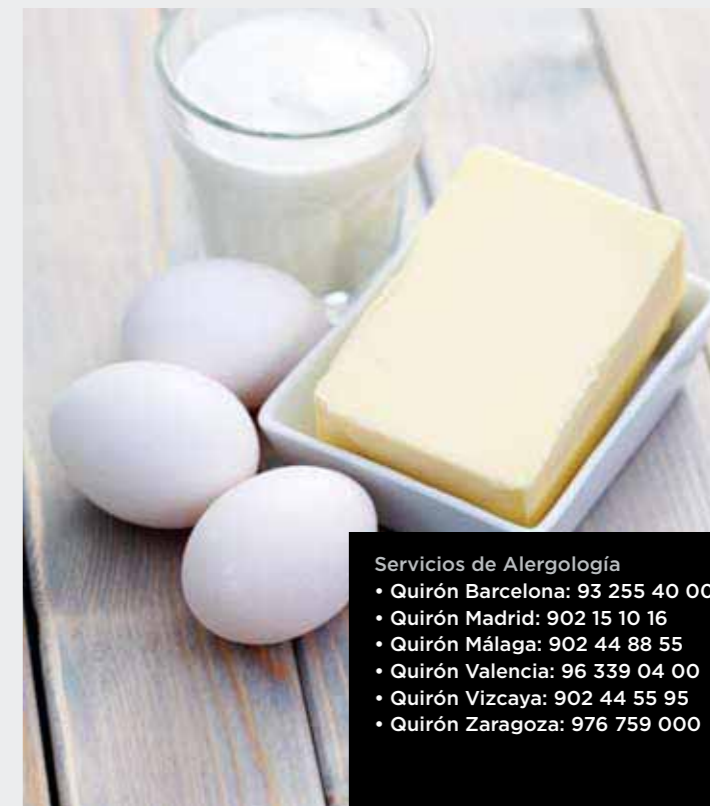 Servicios de Alergología
• Quirón Barcelona: 93 255 40 00
• Quirón Madrid: 902 15 10 16
• Quirón Málaga: 902 44 88 55
• Quirón Valencia: 96 339 04 00
• Quirón Vizcaya: 902 44 55 95
• Quirón Zaragoza: 976 759 000